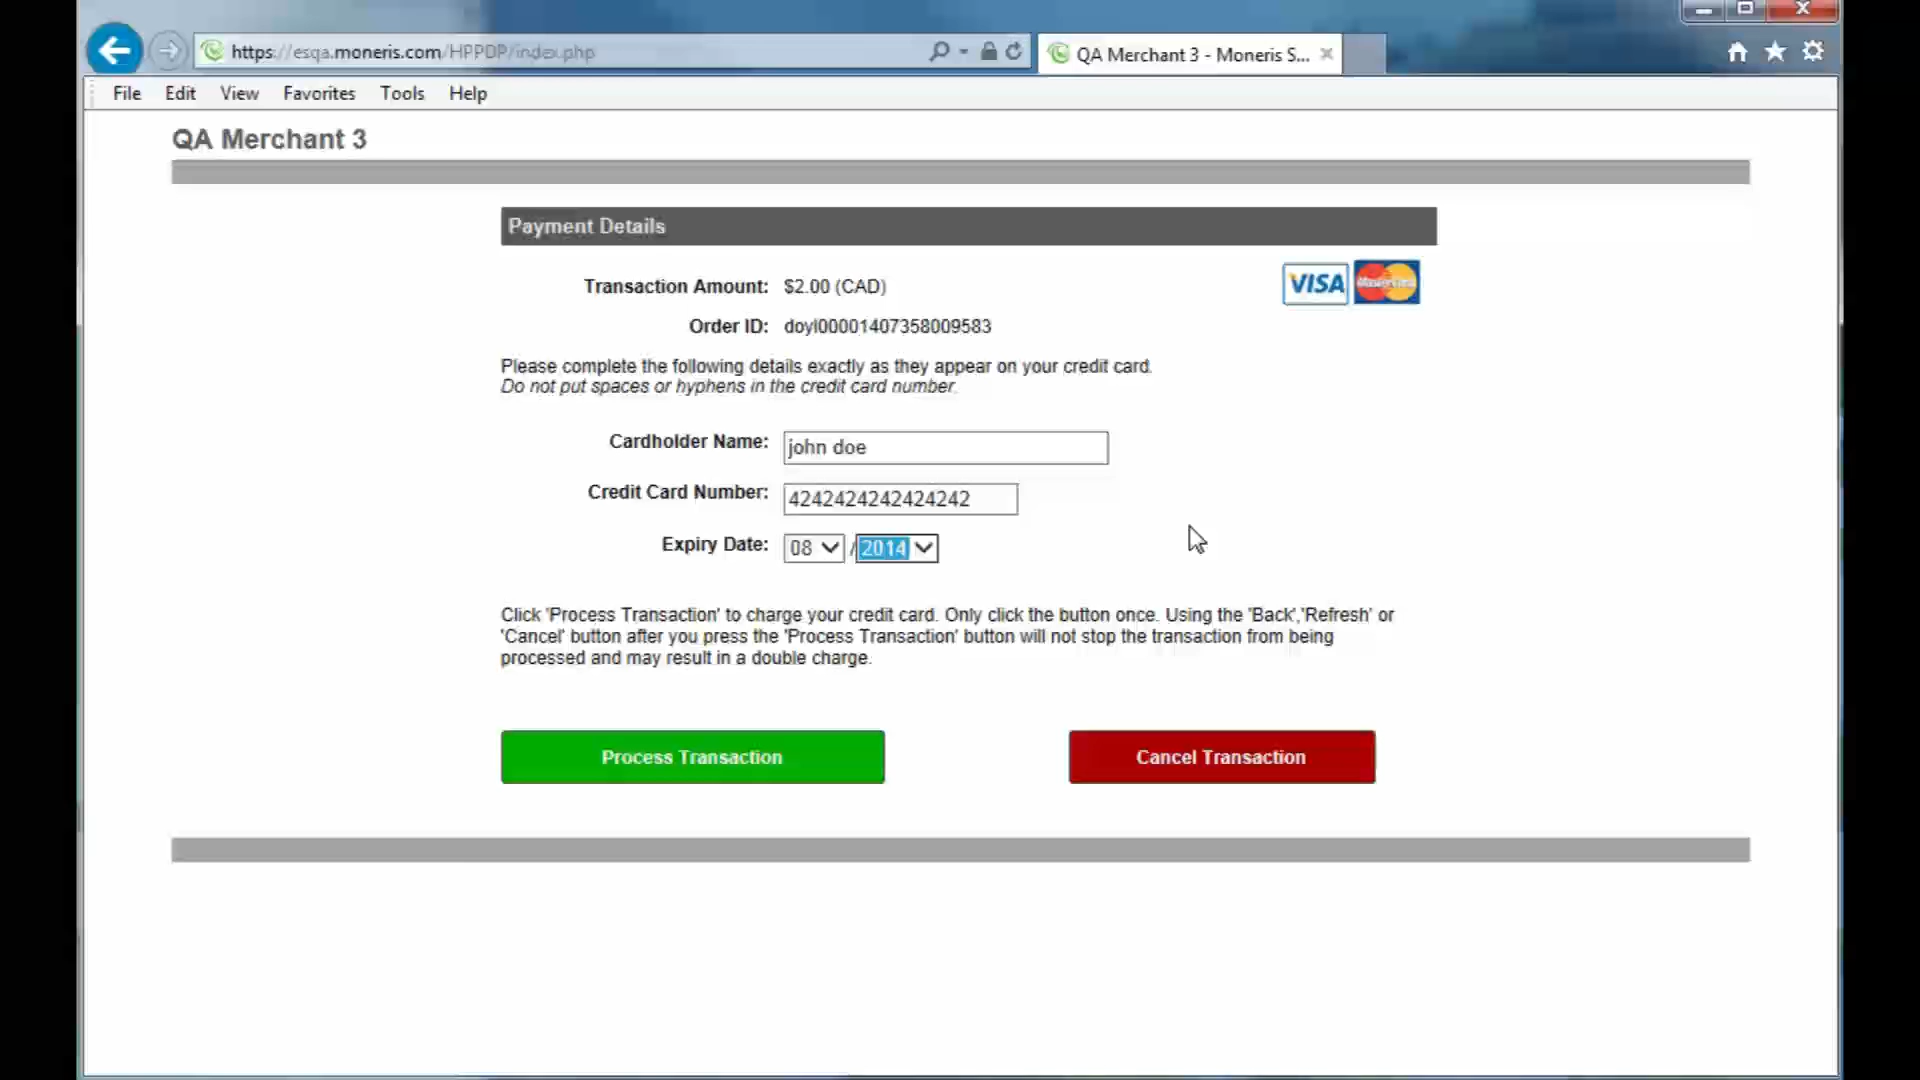 https://esqa.moneris.com/HPPDP/index.php
QA Merchant 3 - Moneris S...
File Edit View Favorites Tools Help
QA Merchant 3
Payment Details
Transaction Amount: $2.00 (CAD)
VISA MasterCard
Order ID: doyl00001407358009583
Please complete the following details exactly as they appear on your credit card.
Do not put spaces or hyphens in the credit card number.
Cardholder Name: john doe
Credit Card Number: 4242424242424242
Expiry Date: 08 / 2014
Click 'Process Transaction' to charge your credit card. Only click the button once. Using the 'Back','Refresh' or
'Cancel' button after you press the 'Process Transaction' button will not stop the transaction from being
processed and may result in a double charge.
Process Transaction
Cancel Transaction